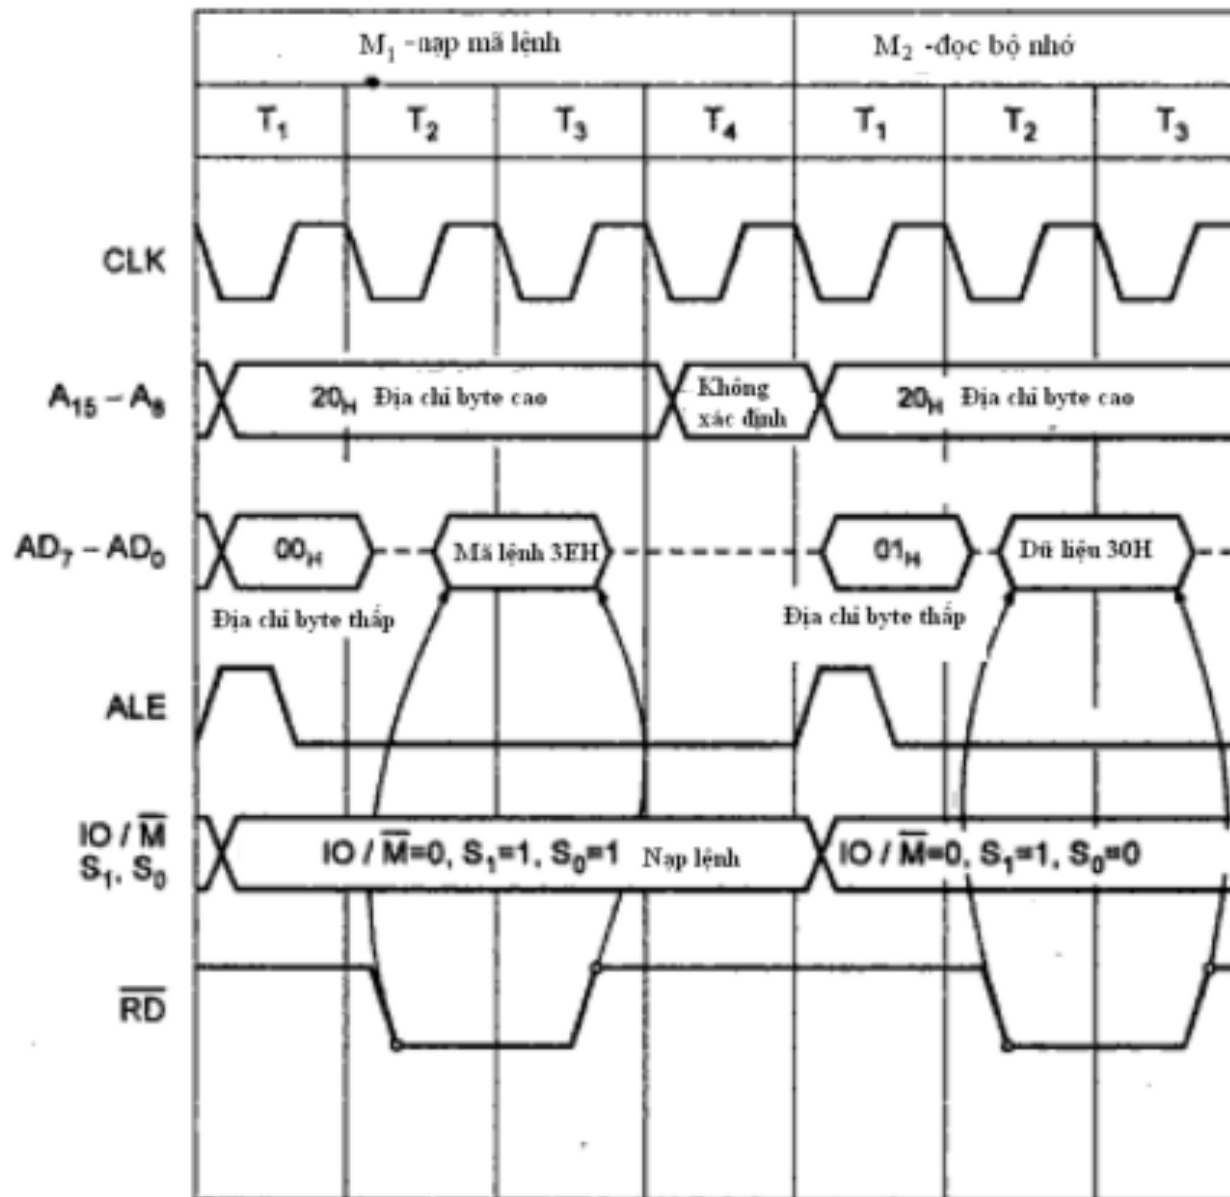 M₁ -nạp mã lệnh
M₂ -đọc bộ nhớ
T₁ T₂ T₃ T₄ T₁ T₂ T₃
CLK
A₁₅ – A₈
20H Địa chỉ byte cao
Không
xác định
20H Địa chỉ byte cao
AD₇ – AD₀
00H
Mã lệnh 3EH
01H
Dữ liệu 30H
Địa chỉ byte thấp
Địa chỉ byte thấp
ALE
IO / M̅
S₁, S₀
IO / M̅=0, S₁=1, S₀=1 Nạp lệnh
IO / M̅=0, S₁=1, S₀=0
R̅D̅